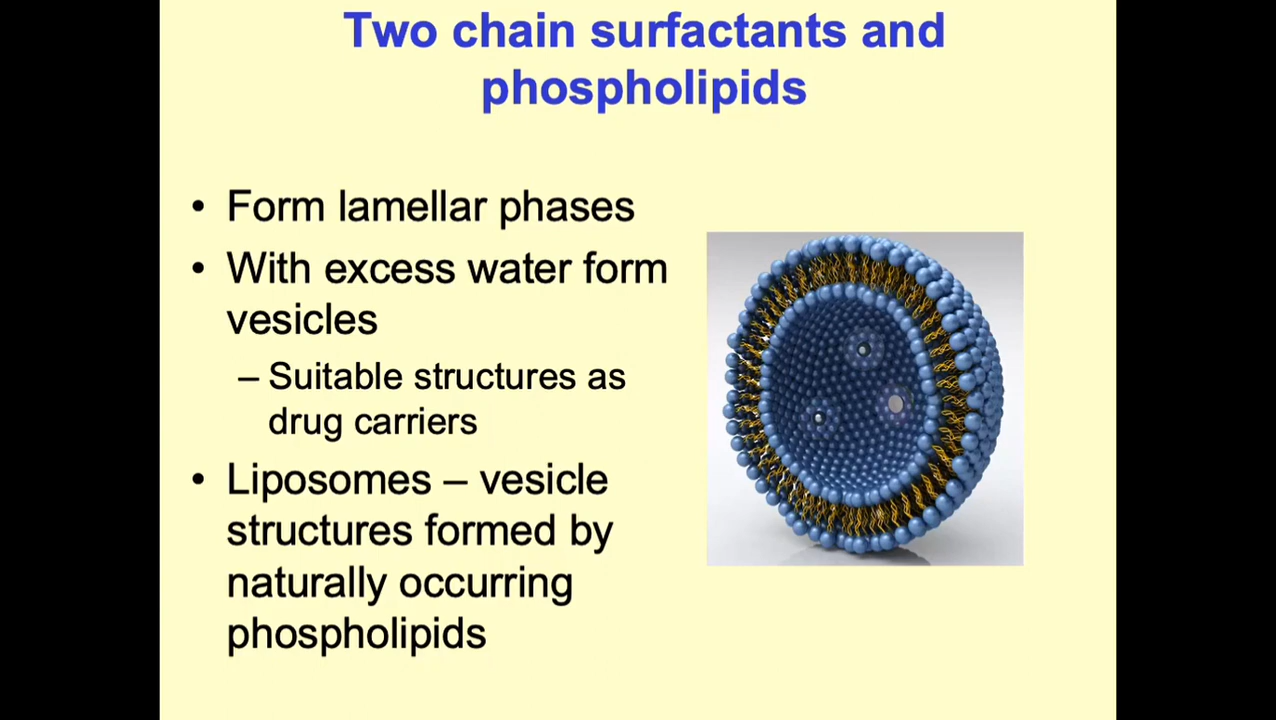 Two chain surfactants and
phospholipids
• Form lamellar phases
• With excess water form
vesicles
– Suitable structures as
drug carriers
• Liposomes – vesicle
structures formed by
naturally occurring
phospholipids